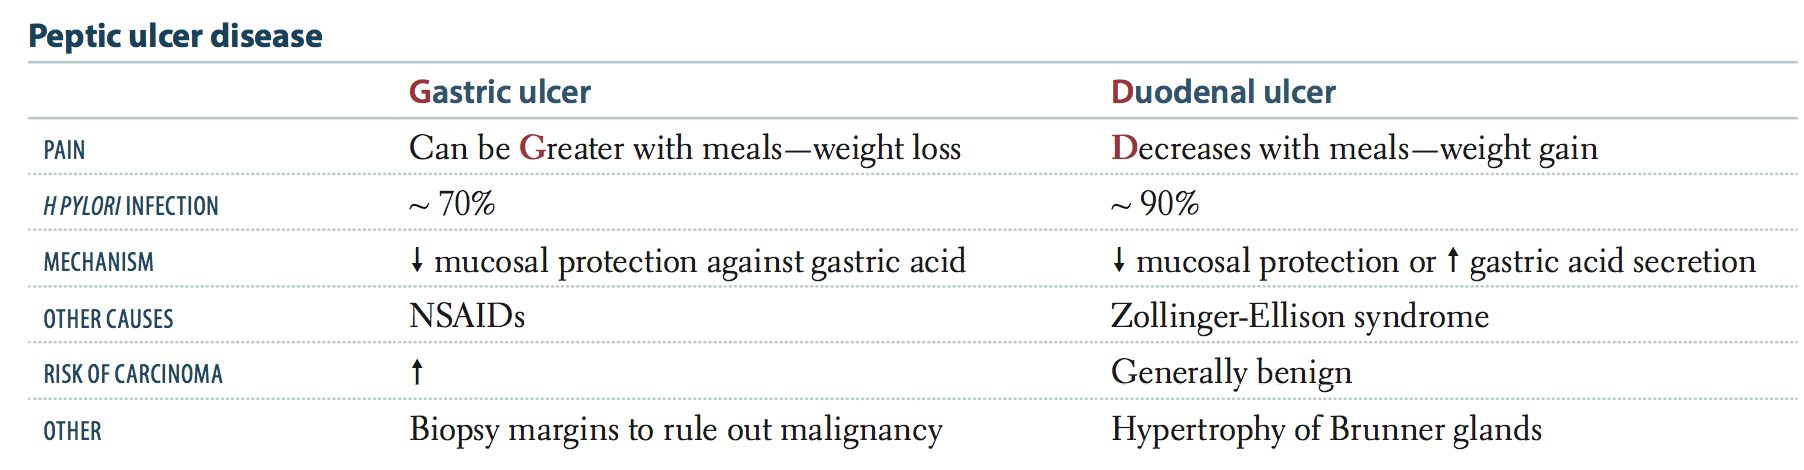 Peptic ulcer disease
Gastric ulcer Duodenal ulcer
PAIN Can be Greater with meals—weight loss Decreases with meals—weight gain
H PYLORI INFECTION ~ 70% ~ 90%
MECHANISM ↓ mucosal protection against gastric acid ↓ mucosal protection or ↑ gastric acid secretion
OTHER CAUSES NSAIDs Zollinger-Ellison syndrome
RISK OF CARCINOMA ↑ Generally benign
OTHER Biopsy margins to rule out malignancy Hypertrophy of Brunner glands